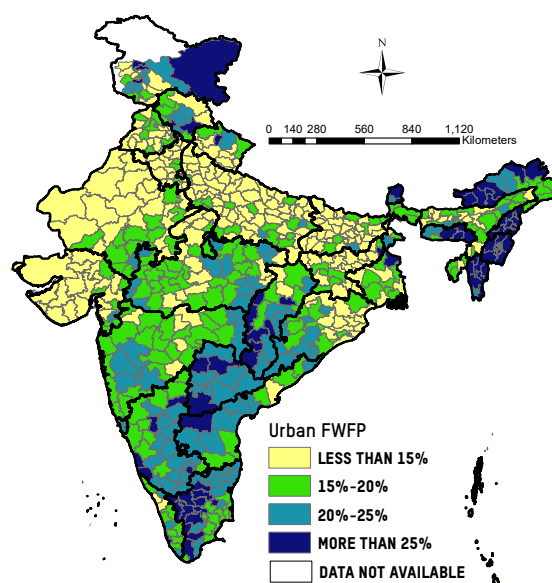 N
0 140 280 560 840 1,120
Kilometers
Urban FWFP
LESS THAN 15%
15%-20%
20%-25%
MORE THAN 25%
DATA NOT AVAILABLE